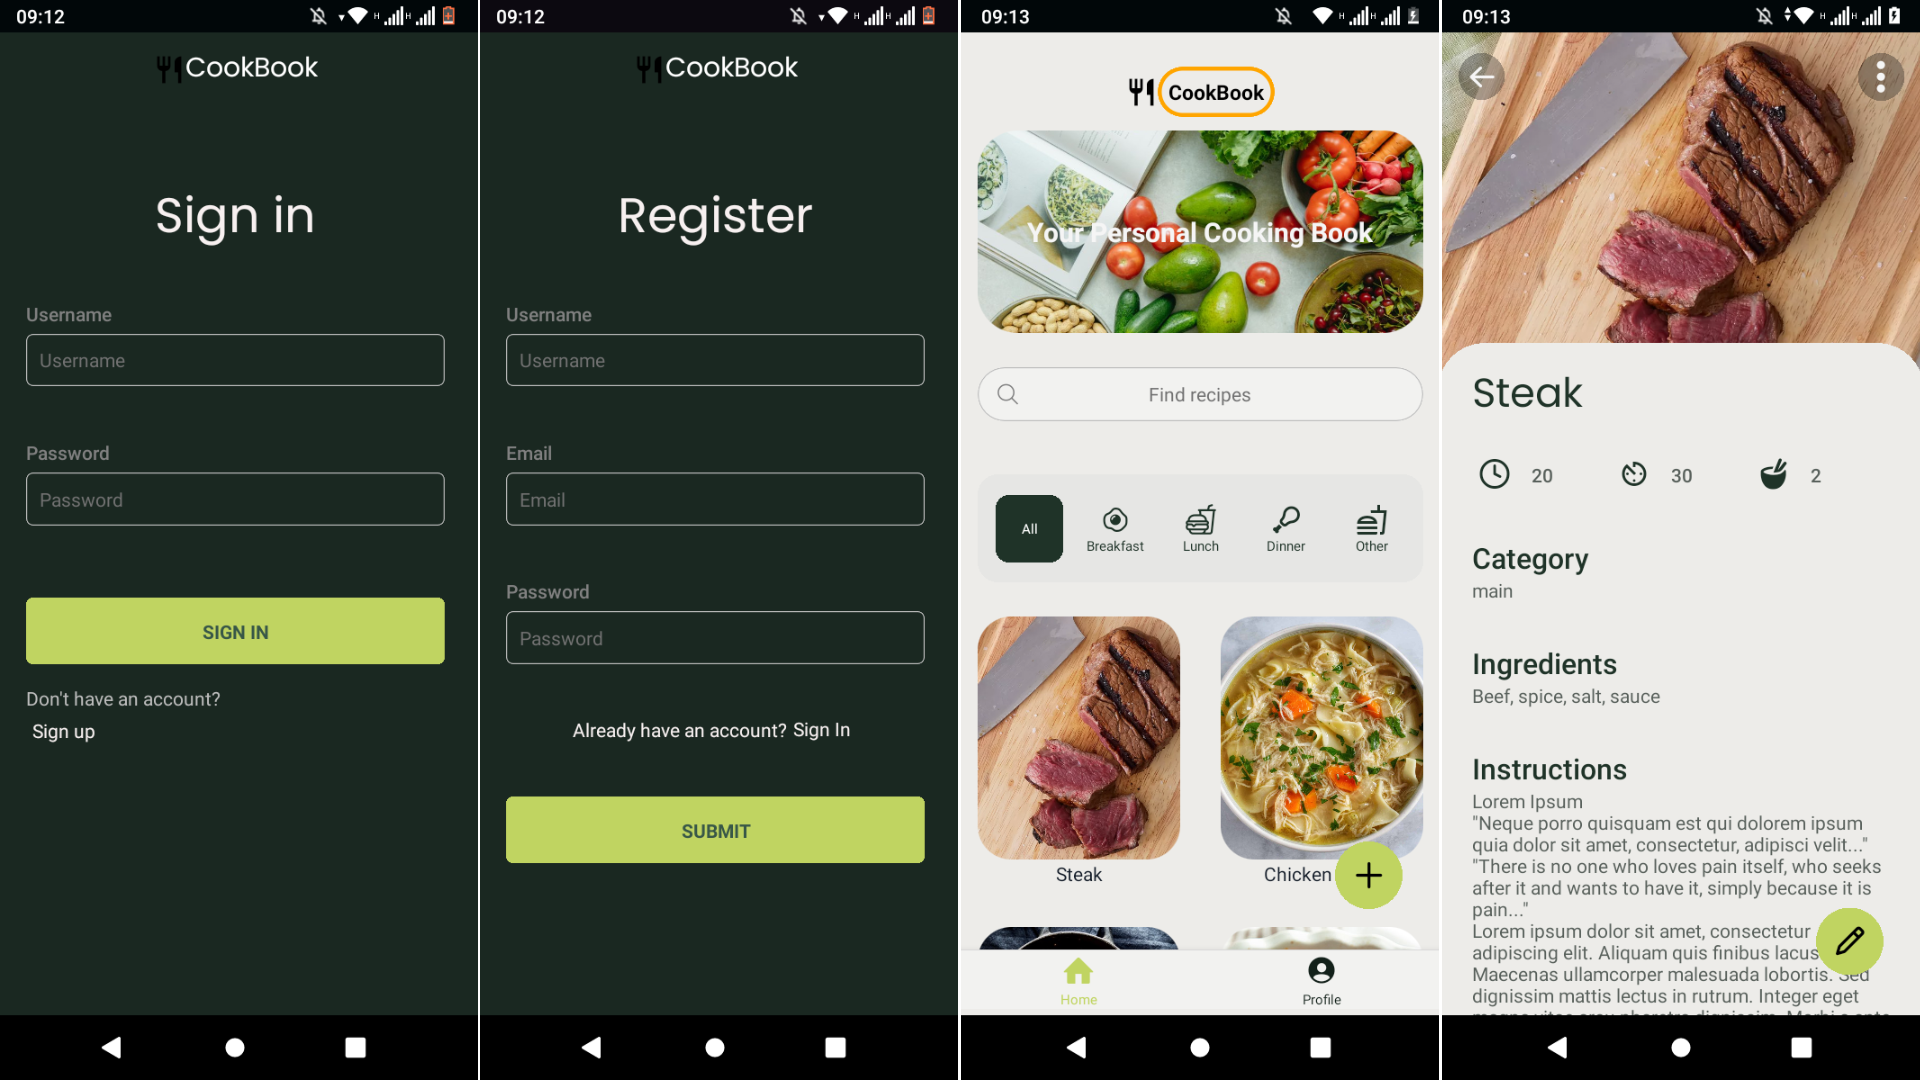 09:12
CookBook
Sign in
Username
Username
Password
Password
SIGN IN
Don't have an account?
Sign up
09:12
CookBook
Register
Username
Username
Email
Email
Password
Password
Already have an account? Sign In
SUBMIT
09:13
CookBook
Your Personal Cooking Book
Find recipes
All
Breakfast
Lunch
Dinner
Other
Steak
Chicken
Home
Profile
09:13
Steak
20
30
2
Category
main
Ingredients
Beef, spice, salt, sauce
Instructions
Lorem Ipsum
"Neque porro quisquam est qui dolorem ipsum
quia dolor sit amet, consectetur, adipisci velit..."
"There is no one who loves pain itself, who seeks
after it and wants to have it, simply because it is
pain..."
Lorem ipsum dolor sit amet, consectetur
adipiscing elit. Aliquam quis finibus lacus
Maecenas ullamcorper malesuada lobortis. Sed
dignissim mattis lectus in rutrum. Integer eget